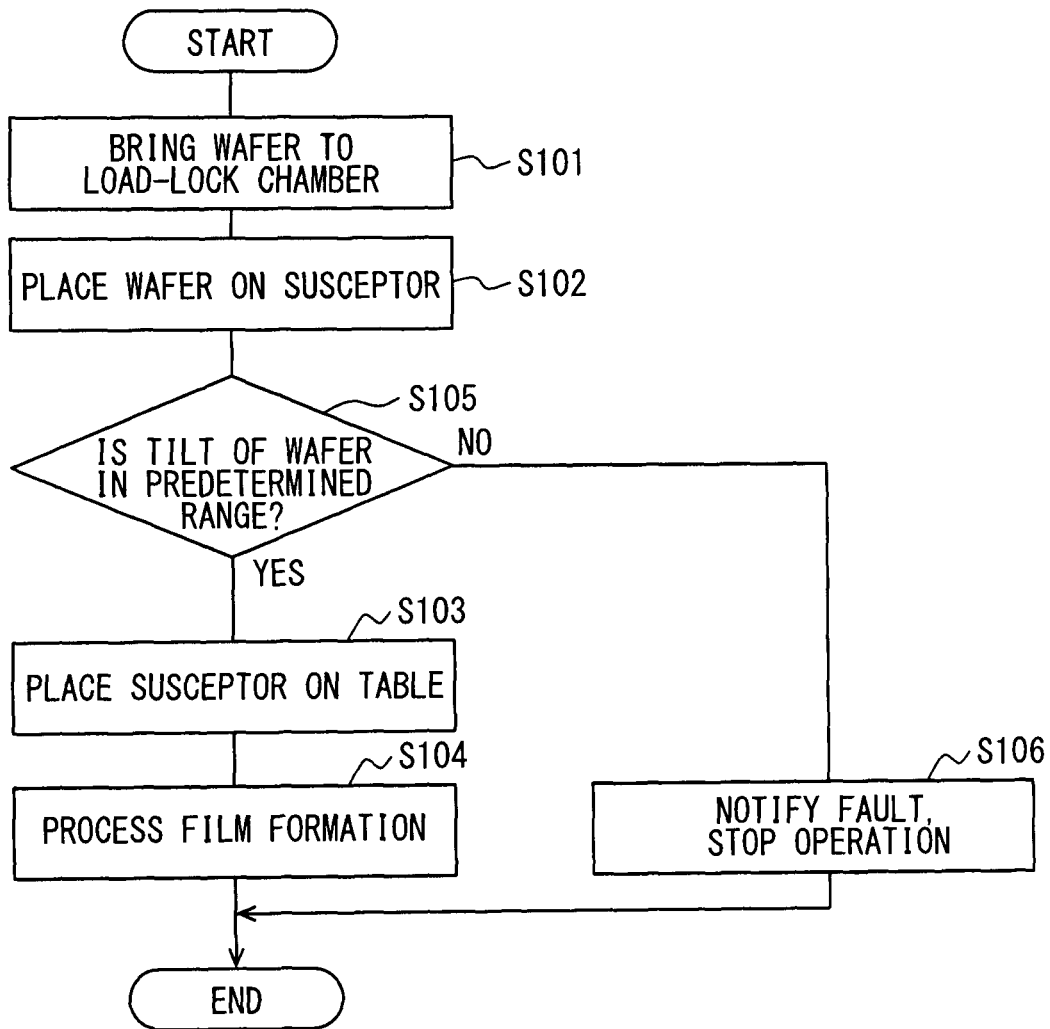 START
BRING WAFER TO
LOAD-LOCK CHAMBER
S101
PLACE WAFER ON SUSCEPTOR
S102
S105
IS TILT OF WAFER
IN PREDETERMINED
RANGE?
NO
YES
S103
PLACE SUSCEPTOR ON TABLE
S104
PROCESS FILM FORMATION
S106
NOTIFY FAULT,
STOP OPERATION
END